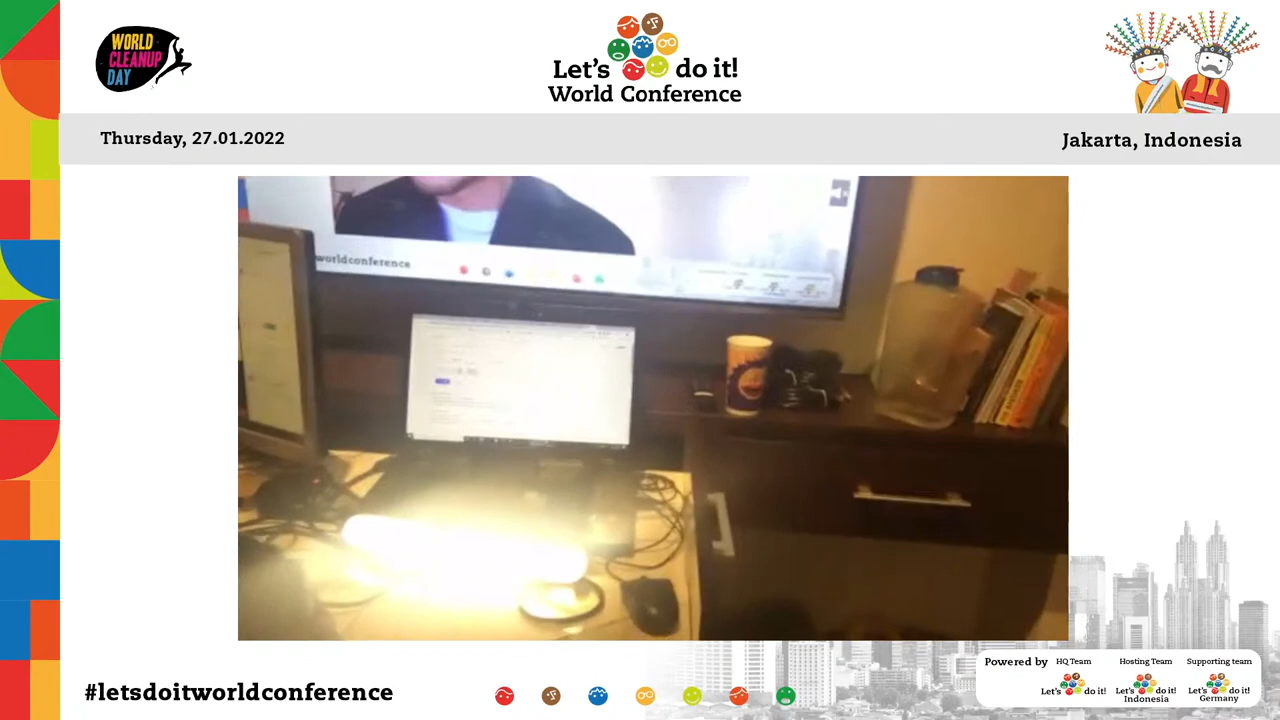 WORLD
CLEANUP
DAY
Let's do it!
World Conference
Thursday, 27.01.2022
Jakarta, Indonesia
worldconference
#letsdoitworldconference
Powered by
HQ Team
Hosting Team
Supporting team
Let's do it!
Let's do it!
Indonesia
Let's do it!
Germany